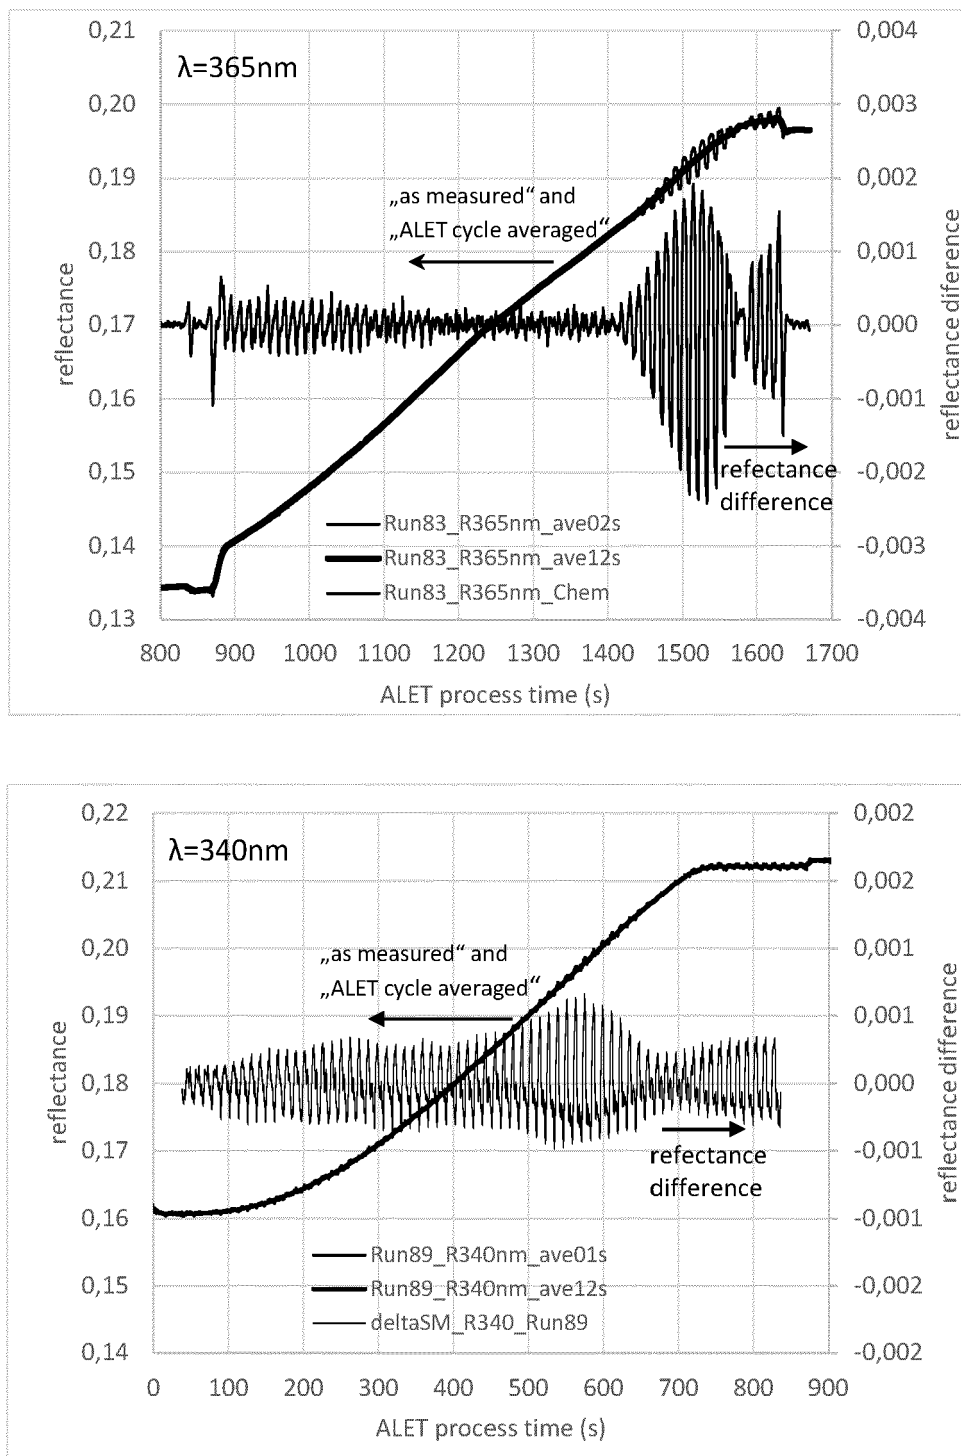 0,21
0,004
λ=365nm
0,20
0,003
0,19
0,002
„as measured“ and
„ALET cycle averaged“
0,18
0,001
reflectance
reflectance diference
0,17
0,000
0,16
-0,001
0,15
-0,002
refectance
difference
Run83_R365nm_ave02s
0,14
-0,003
Run83_R365nm_ave12s
Run83_R365nm_Chem
0,13
-0,004
800 900 1000 1100 1200 1300 1400 1500 1600 1700
ALET process time (s)
0,22
0,002
λ=340nm
0,21
0,002
0,20
0,001
„as measured“ and
„ALET cycle averaged“
0,19
0,001
reflectance
reflectance difference
0,18
0,000
0,17
-0,001
refectance
difference
0,16
-0,001
Run89_R340nm_ave01s
0,15
-0,002
Run89_R340nm_ave12s
deltaSM_R340_Run89
0,14
-0,002
0 100 200 300 400 500 600 700 800 900
ALET process time (s)